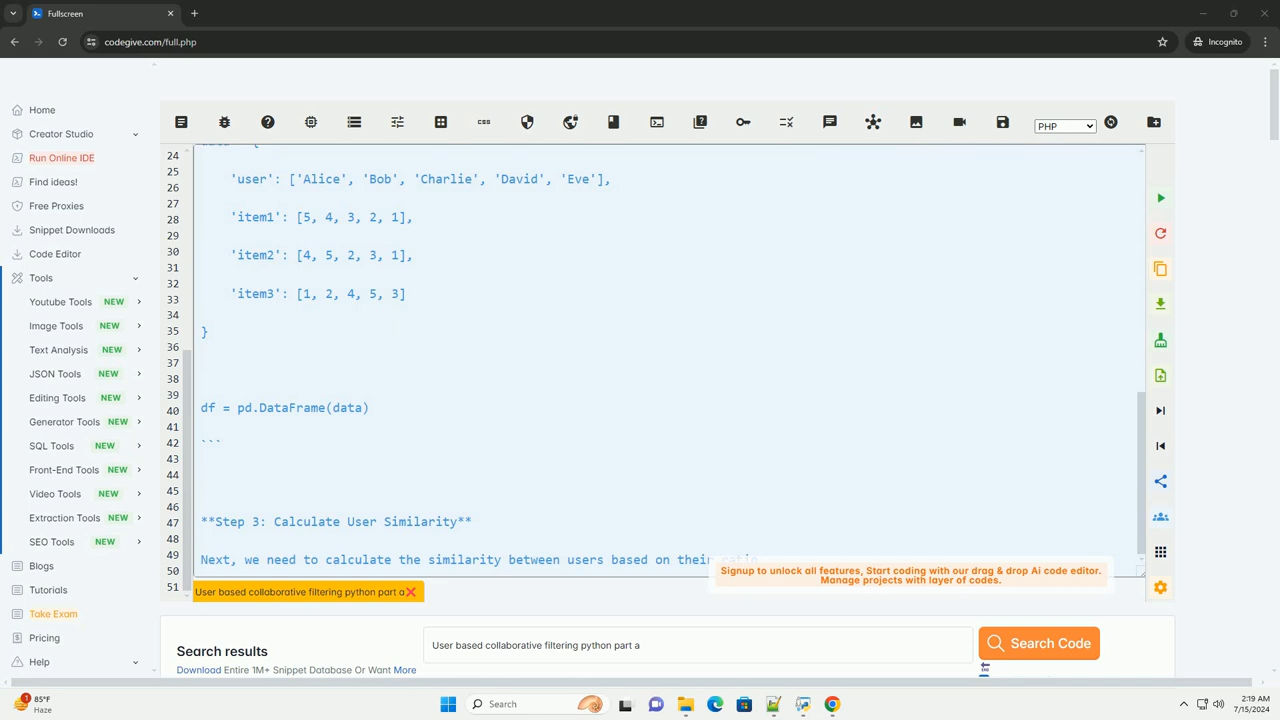 Fullscreen
codegive.com/full.php
Incognito
Home
Creator Studio
Run Online IDE
Find ideas!
Free Proxies
Snippet Downloads
Code Editor
Tools
Youtube Tools NEW
Image Tools NEW
Text Analysis NEW
JSON Tools NEW
Editing Tools NEW
Generator Tools NEW
SQL Tools NEW
Front-End Tools NEW
Video Tools NEW
Extraction Tools NEW
SEO Tools NEW
Blogs
Tutorials
Take Exam
Pricing
Help
CSS
PHP
24
25
26
27
28
29
30
31
32
33
34
35
36
37
38
39
40
41
42
43
44
45
46
47
48
49
50
51
'user': ['Alice', 'Bob', 'Charlie', 'David', 'Eve'],
'item1': [5, 4, 3, 2, 1],
'item2': [4, 5, 2, 3, 1],
'item3': [1, 2, 4, 5, 3]
}
df = pd.DataFrame(data)
```
**Step 3: Calculate User Similarity**
Next, we need to calculate the similarity between users based on their
Signup to unlock all features, Start coding with our drag & drop Ai code editor.
Manage projects with layer of codes.
User based collaborative filtering python part a
Search results
Download Entire 1M+ Snippet Database Or Want More
User based collaborative filtering python part a
Search Code
85°F
Haze
Search
2:19 AM
7/15/2024